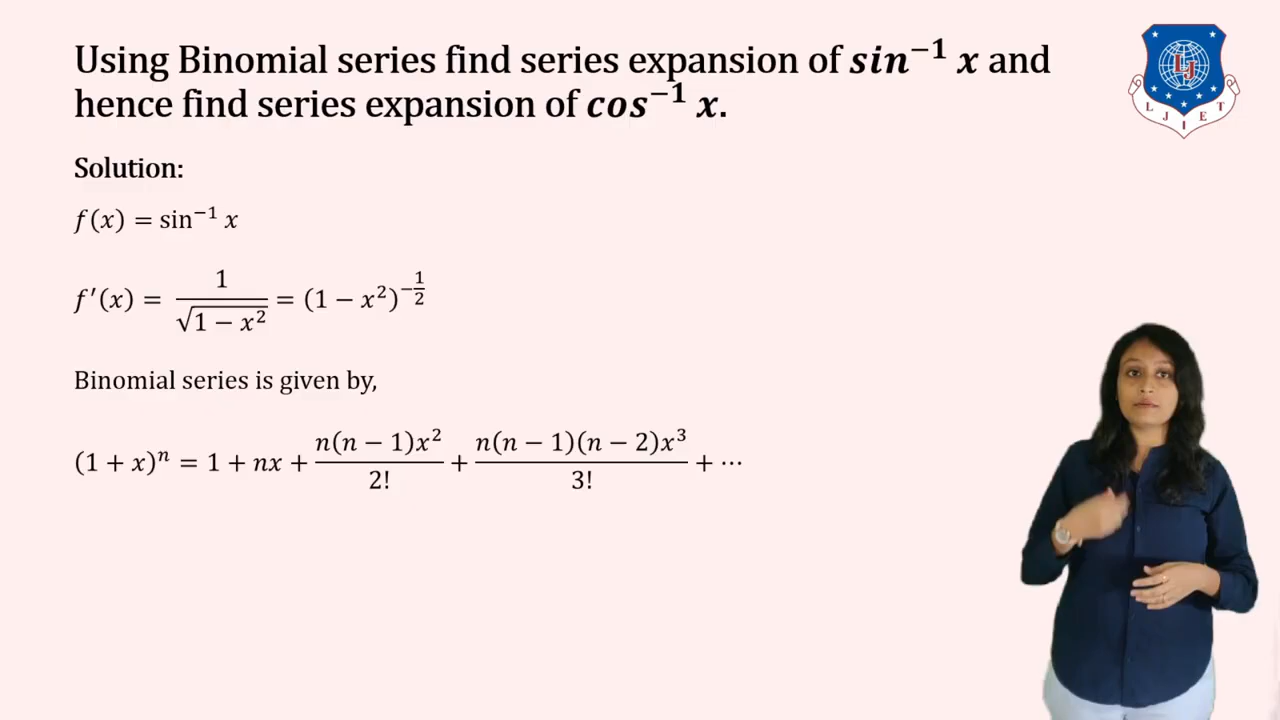 Using Binomial series find series expansion of sin⁻¹ x and
hence find series expansion of cos⁻¹ x.
L J I E T
LJ
Solution:
f(x) = sin⁻¹ x
f′(x) = 1/√(1 − x²) = (1 − x²)^(−1/2)
Binomial series is given by,
(1 + x)ⁿ = 1 + nx + n(n − 1)x²/2! + n(n − 1)(n − 2)x³/3! + ⋯